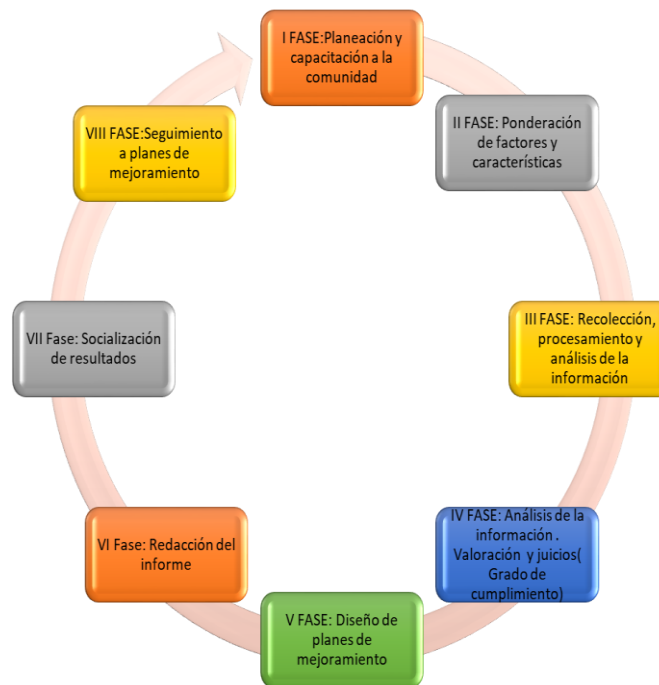 I FASE:Planeación y
capacitación a la
comunidad
II FASE: Ponderación
de factores y
características
III FASE: Recolección,
procesamiento y
análisis de la
información
IV FASE: Análisis de la
información .
Valoración y juicios(
Grado de
cumplimiento)
V FASE: Diseño de
planes de
mejoramiento
VI Fase: Redacción del
informe
VII Fase: Socialización
de resultados
VIII FASE:Seguimiento
a planes de
mejoramiento